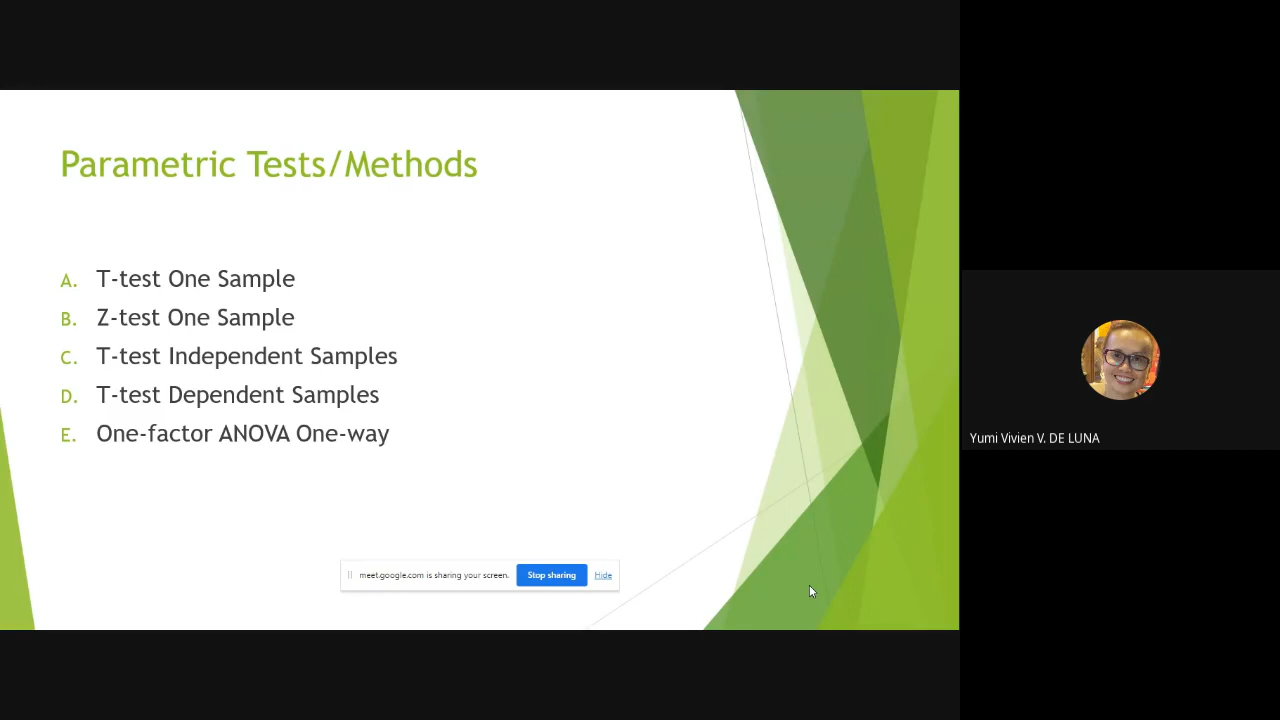 Parametric Tests/Methods
A. T-test One Sample
B. Z-test One Sample
C. T-test Independent Samples
D. T-test Dependent Samples
E. One-factor ANOVA One-way
meet.google.com is sharing your screen. Stop sharing Hide
Yumi Vivien V. DE LUNA